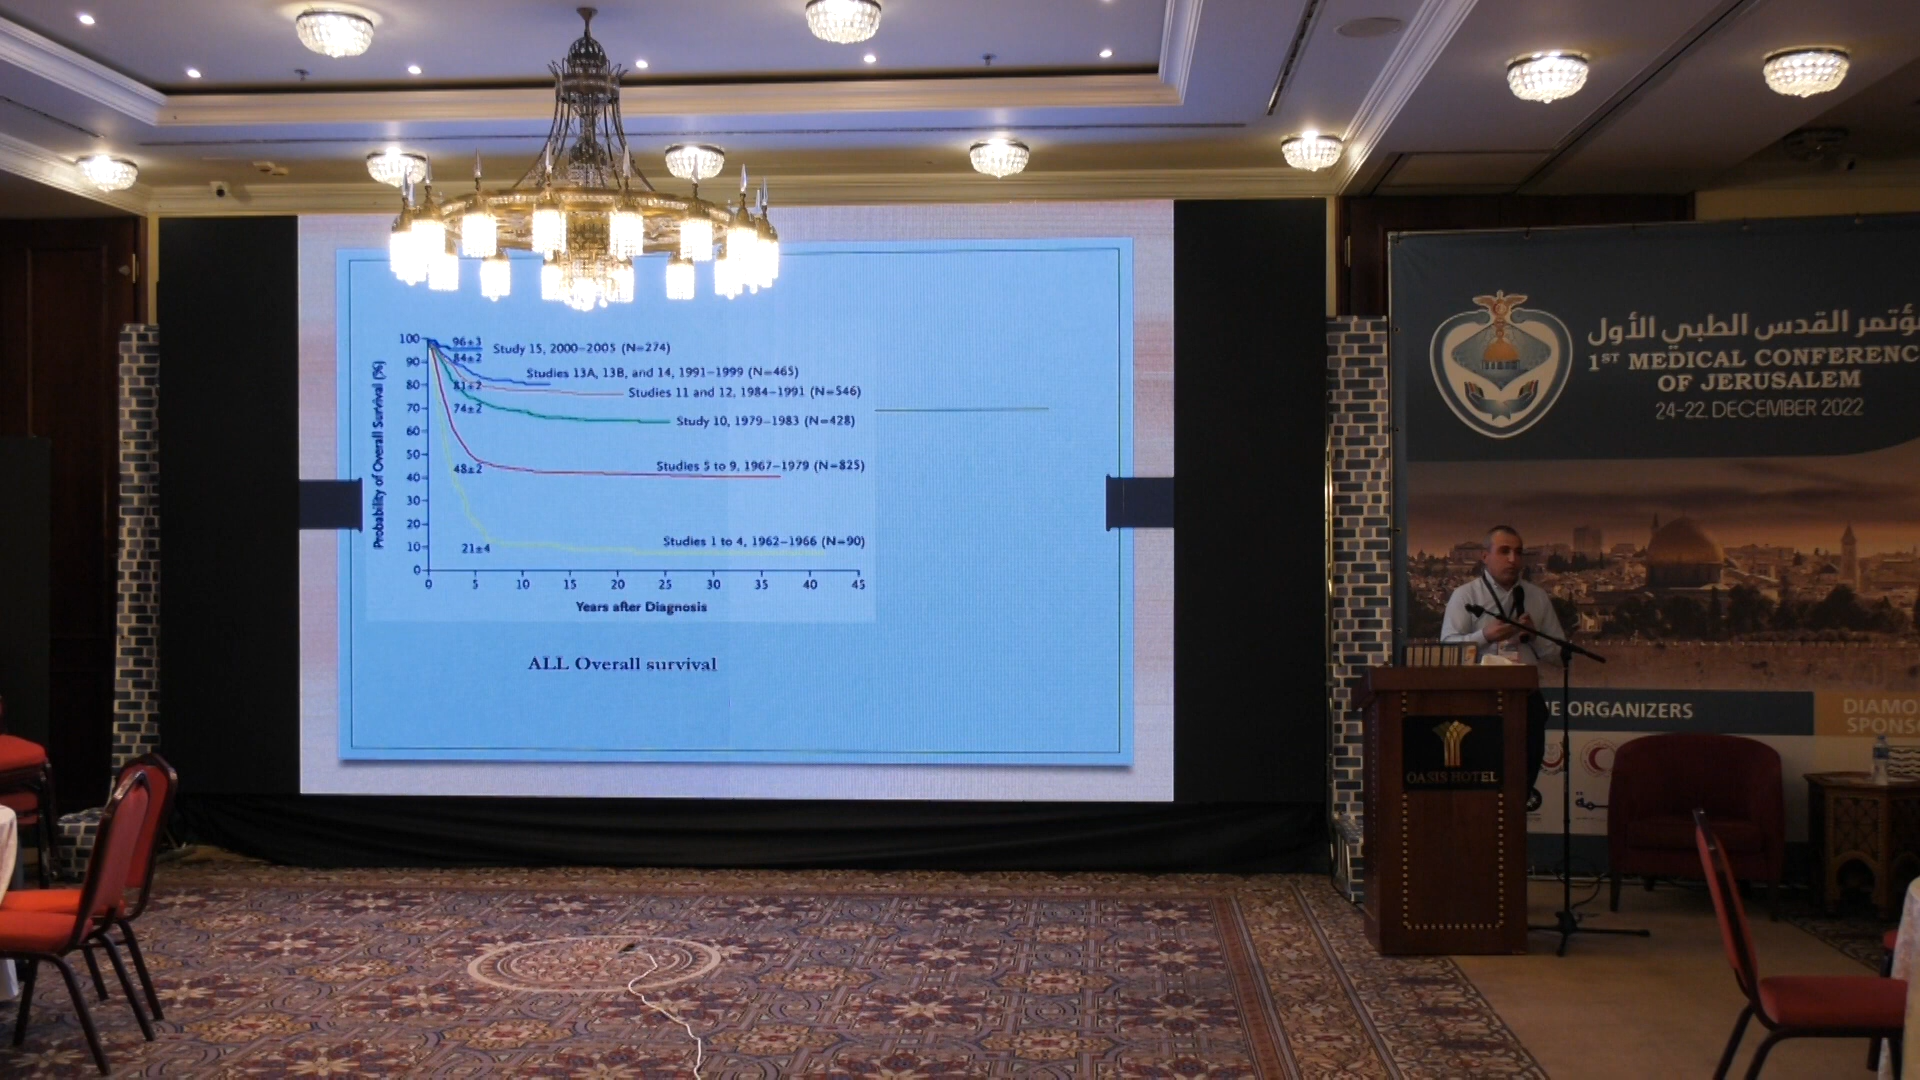 100
90
80
70
60
50
40
30
20
10
0
0 5 10 15 20 25 30 35 40 45
Probability of Overall Survival (%)
Years after Diagnosis
96±3
84±2
81±2
74±2
48±2
21±4
Study 15, 2000–2005 (N=274)
Studies 13A, 13B, and 14, 1991–1999 (N=465)
Studies 11 and 12, 1984–1991 (N=546)
Study 10, 1979–1983 (N=428)
Studies 5 to 9, 1967–1979 (N=825)
Studies 1 to 4, 1962–1966 (N=90)
ALL Overall survival
مؤتمر القدس الطبي الأول
1ST MEDICAL CONFERENC
OF JERUSALEM
24-22 DECEMBER 2022
HE ORGANIZERS
DIAMO
SPONS
OASIS HOTEL